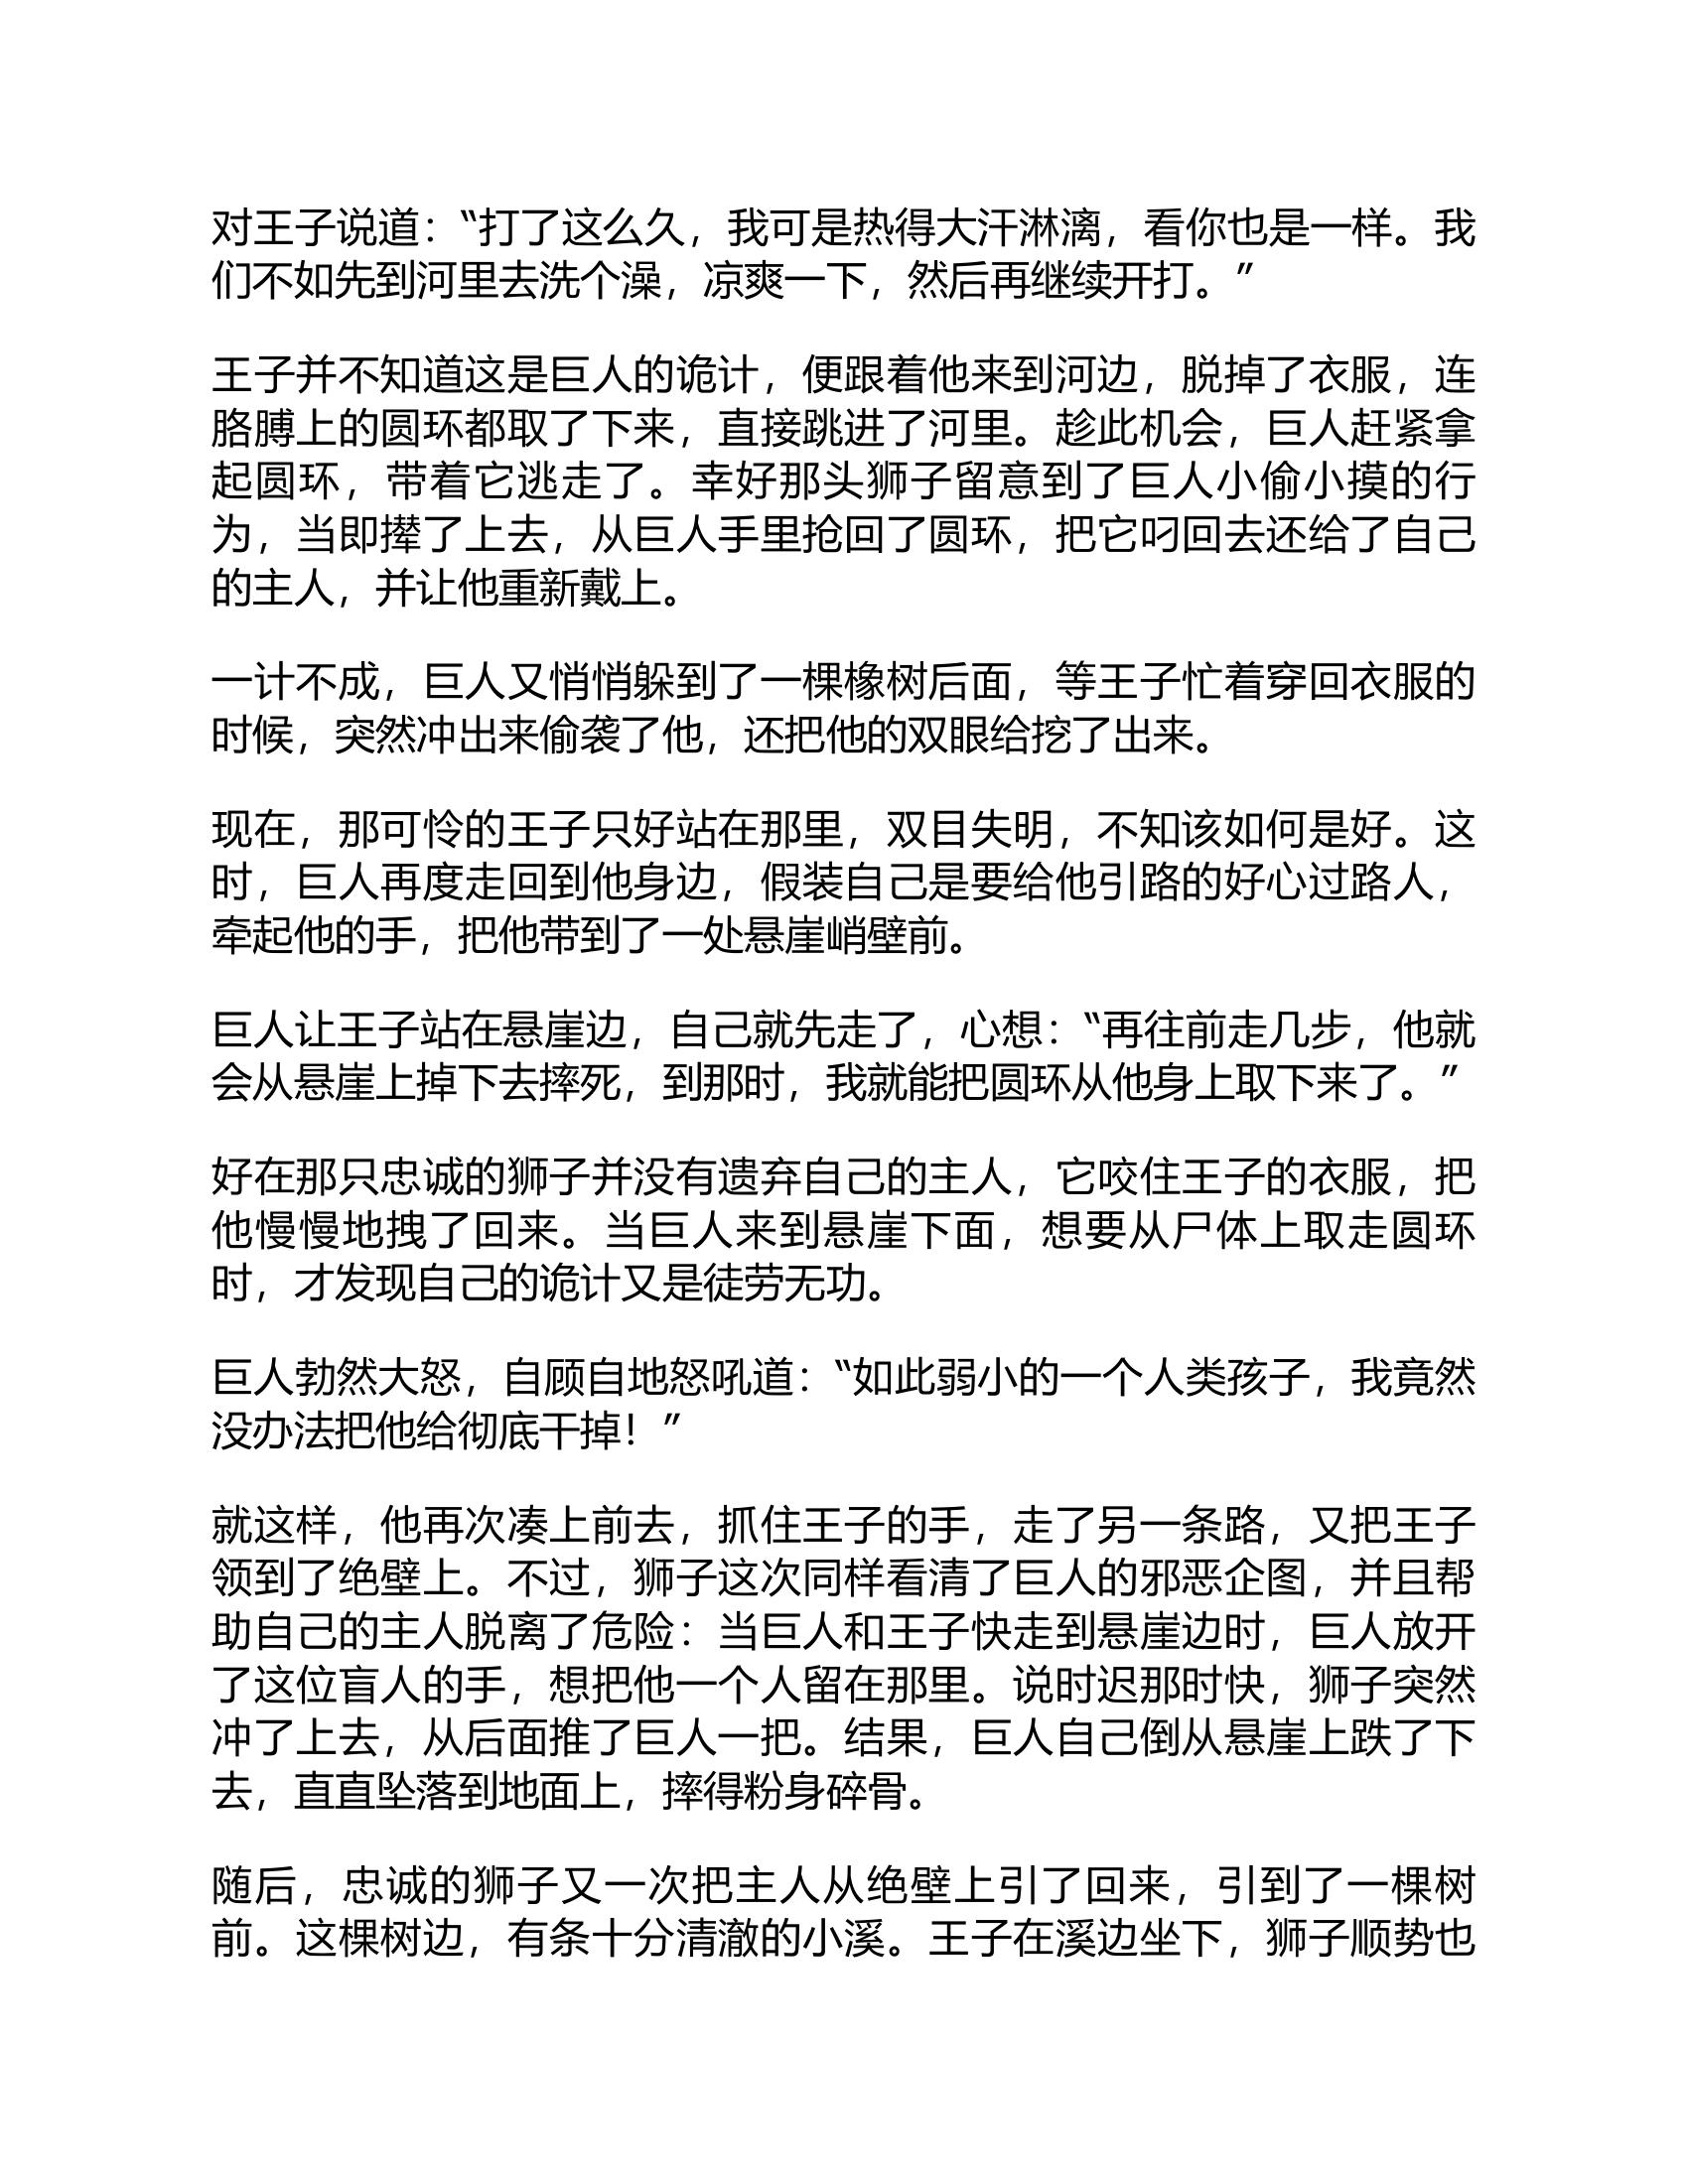 对王子说道：“打了这么久，我可是热得大汗淋漓，看你也是一样。我
们不如先到河里去洗个澡，凉爽一下，然后再继续开打。”
王子并不知道这是巨人的诡计，便跟着他来到河边，脱掉了衣服，连
胳膊上的圆环都取了下来，直接跳进了河里。趁此机会，巨人赶紧拿
起圆环，带着它逃走了。幸好那头狮子留意到了巨人小偷小摸的行
为，当即撵了上去，从巨人手里抢回了圆环，把它叼回去还给了自己
的主人，并让他重新戴上。
一计不成，巨人又悄悄躲到了一棵橡树后面，等王子忙着穿回衣服的
时候，突然冲出来偷袭了他，还把他的双眼给挖了出来。
现在，那可怜的王子只好站在那里，双目失明，不知该如何是好。这
时，巨人再度走回到他身边，假装自己是要给他引路的好心过路人，
牵起他的手，把他带到了一处悬崖峭壁前。
巨人让王子站在悬崖边，自己就先走了，心想：“再往前走几步，他就
会从悬崖上掉下去摔死，到那时，我就能把圆环从他身上取下来了。”
好在那只忠诚的狮子并没有遗弃自己的主人，它咬住王子的衣服，把
他慢慢地拽了回来。当巨人来到悬崖下面，想要从尸体上取走圆环
时，才发现自己的诡计又是徒劳无功。
巨人勃然大怒，自顾自地怒吼道：“如此弱小的一个人类孩子，我竟然
没办法把他给彻底干掉！”
就这样，他再次凑上前去，抓住王子的手，走了另一条路，又把王子
领到了绝壁上。不过，狮子这次同样看清了巨人的邪恶企图，并且帮
助自己的主人脱离了危险：当巨人和王子快走到悬崖边时，巨人放开
了这位盲人的手，想把他一个人留在那里。说时迟那时快，狮子突然
冲了上去，从后面推了巨人一把。结果，巨人自己倒从悬崖上跌了下
去，直直坠落到地面上，摔得粉身碎骨。
随后，忠诚的狮子又一次把主人从绝壁上引了回来，引到了一棵树
前。这棵树边，有条十分清澈的小溪。王子在溪边坐下，狮子顺势也